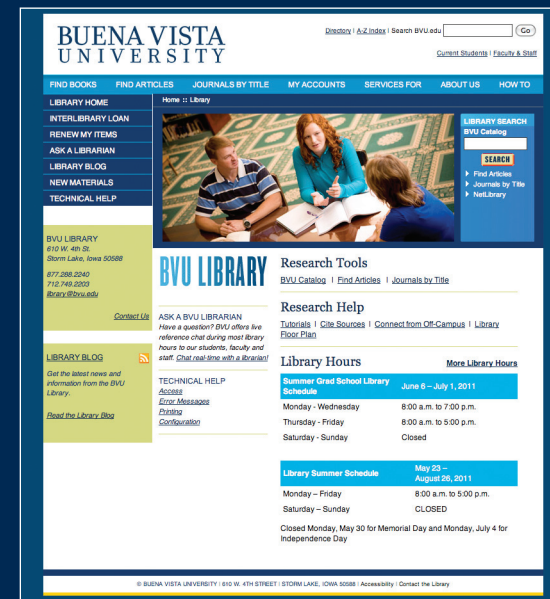 BUENA VISTA
UNIVERSITY
Directory | A-Z Index | Search BVU.edu Go
Current Students | Faculty & Staff
FIND BOOKS FIND ARTICLES JOURNALS BY TITLE MY ACCOUNTS SERVICES FOR ABOUT US HOW TO
LIBRARY HOME
INTERLIBRARY LOAN
RENEW MY ITEMS
ASK A LIBRARIAN
LIBRARY BLOG
NEW MATERIALS
TECHNICAL HELP
Home :: Library
LIBRARY SEARCH
BVU Catalog
SEARCH
Find Articles
Journals by Title
NetLibrary
BVU LIBRARY
610 W. 4th St.
Storm Lake, Iowa 50588
877.288.2240
712.749.2203
library@bvu.edu
Contact Us
LIBRARY BLOG
Get the latest news and
information from the BVU
Library.
Read the Library Blog
BVU LIBRARY
ASK A BVU LIBRARIAN
Have a question? BVU offers live
reference chat during most library
hours to our students, faculty and
staff. Chat real-time with a librarian!
TECHNICAL HELP
Access
Error Messages
Printing
Configuration
Research Tools
BVU Catalog | Find Articles | Journals by Title
Research Help
Tutorials | Cite Sources | Connect from Off-Campus | Library
Floor Plan
Library Hours More Library Hours
Summer Grad School Library
Schedule June 6 – July 1, 2011
Monday - Wednesday 8:00 a.m. to 7:00 p.m.
Thursday - Friday 8:00 a.m. to 5:00 p.m.
Saturday - Sunday Closed
Library Summer Schedule May 23 –
August 26, 2011
Monday – Friday 8:00 a.m. to 5:00 p.m.
Saturday – Sunday CLOSED
Closed Monday, May 30 for Memorial Day and Monday, July 4 for
Independence Day
© BUENA VISTA UNIVERSITY | 610 W. 4TH STREET | STORM LAKE, IOWA 50588 | Accessibility | Contact the Library